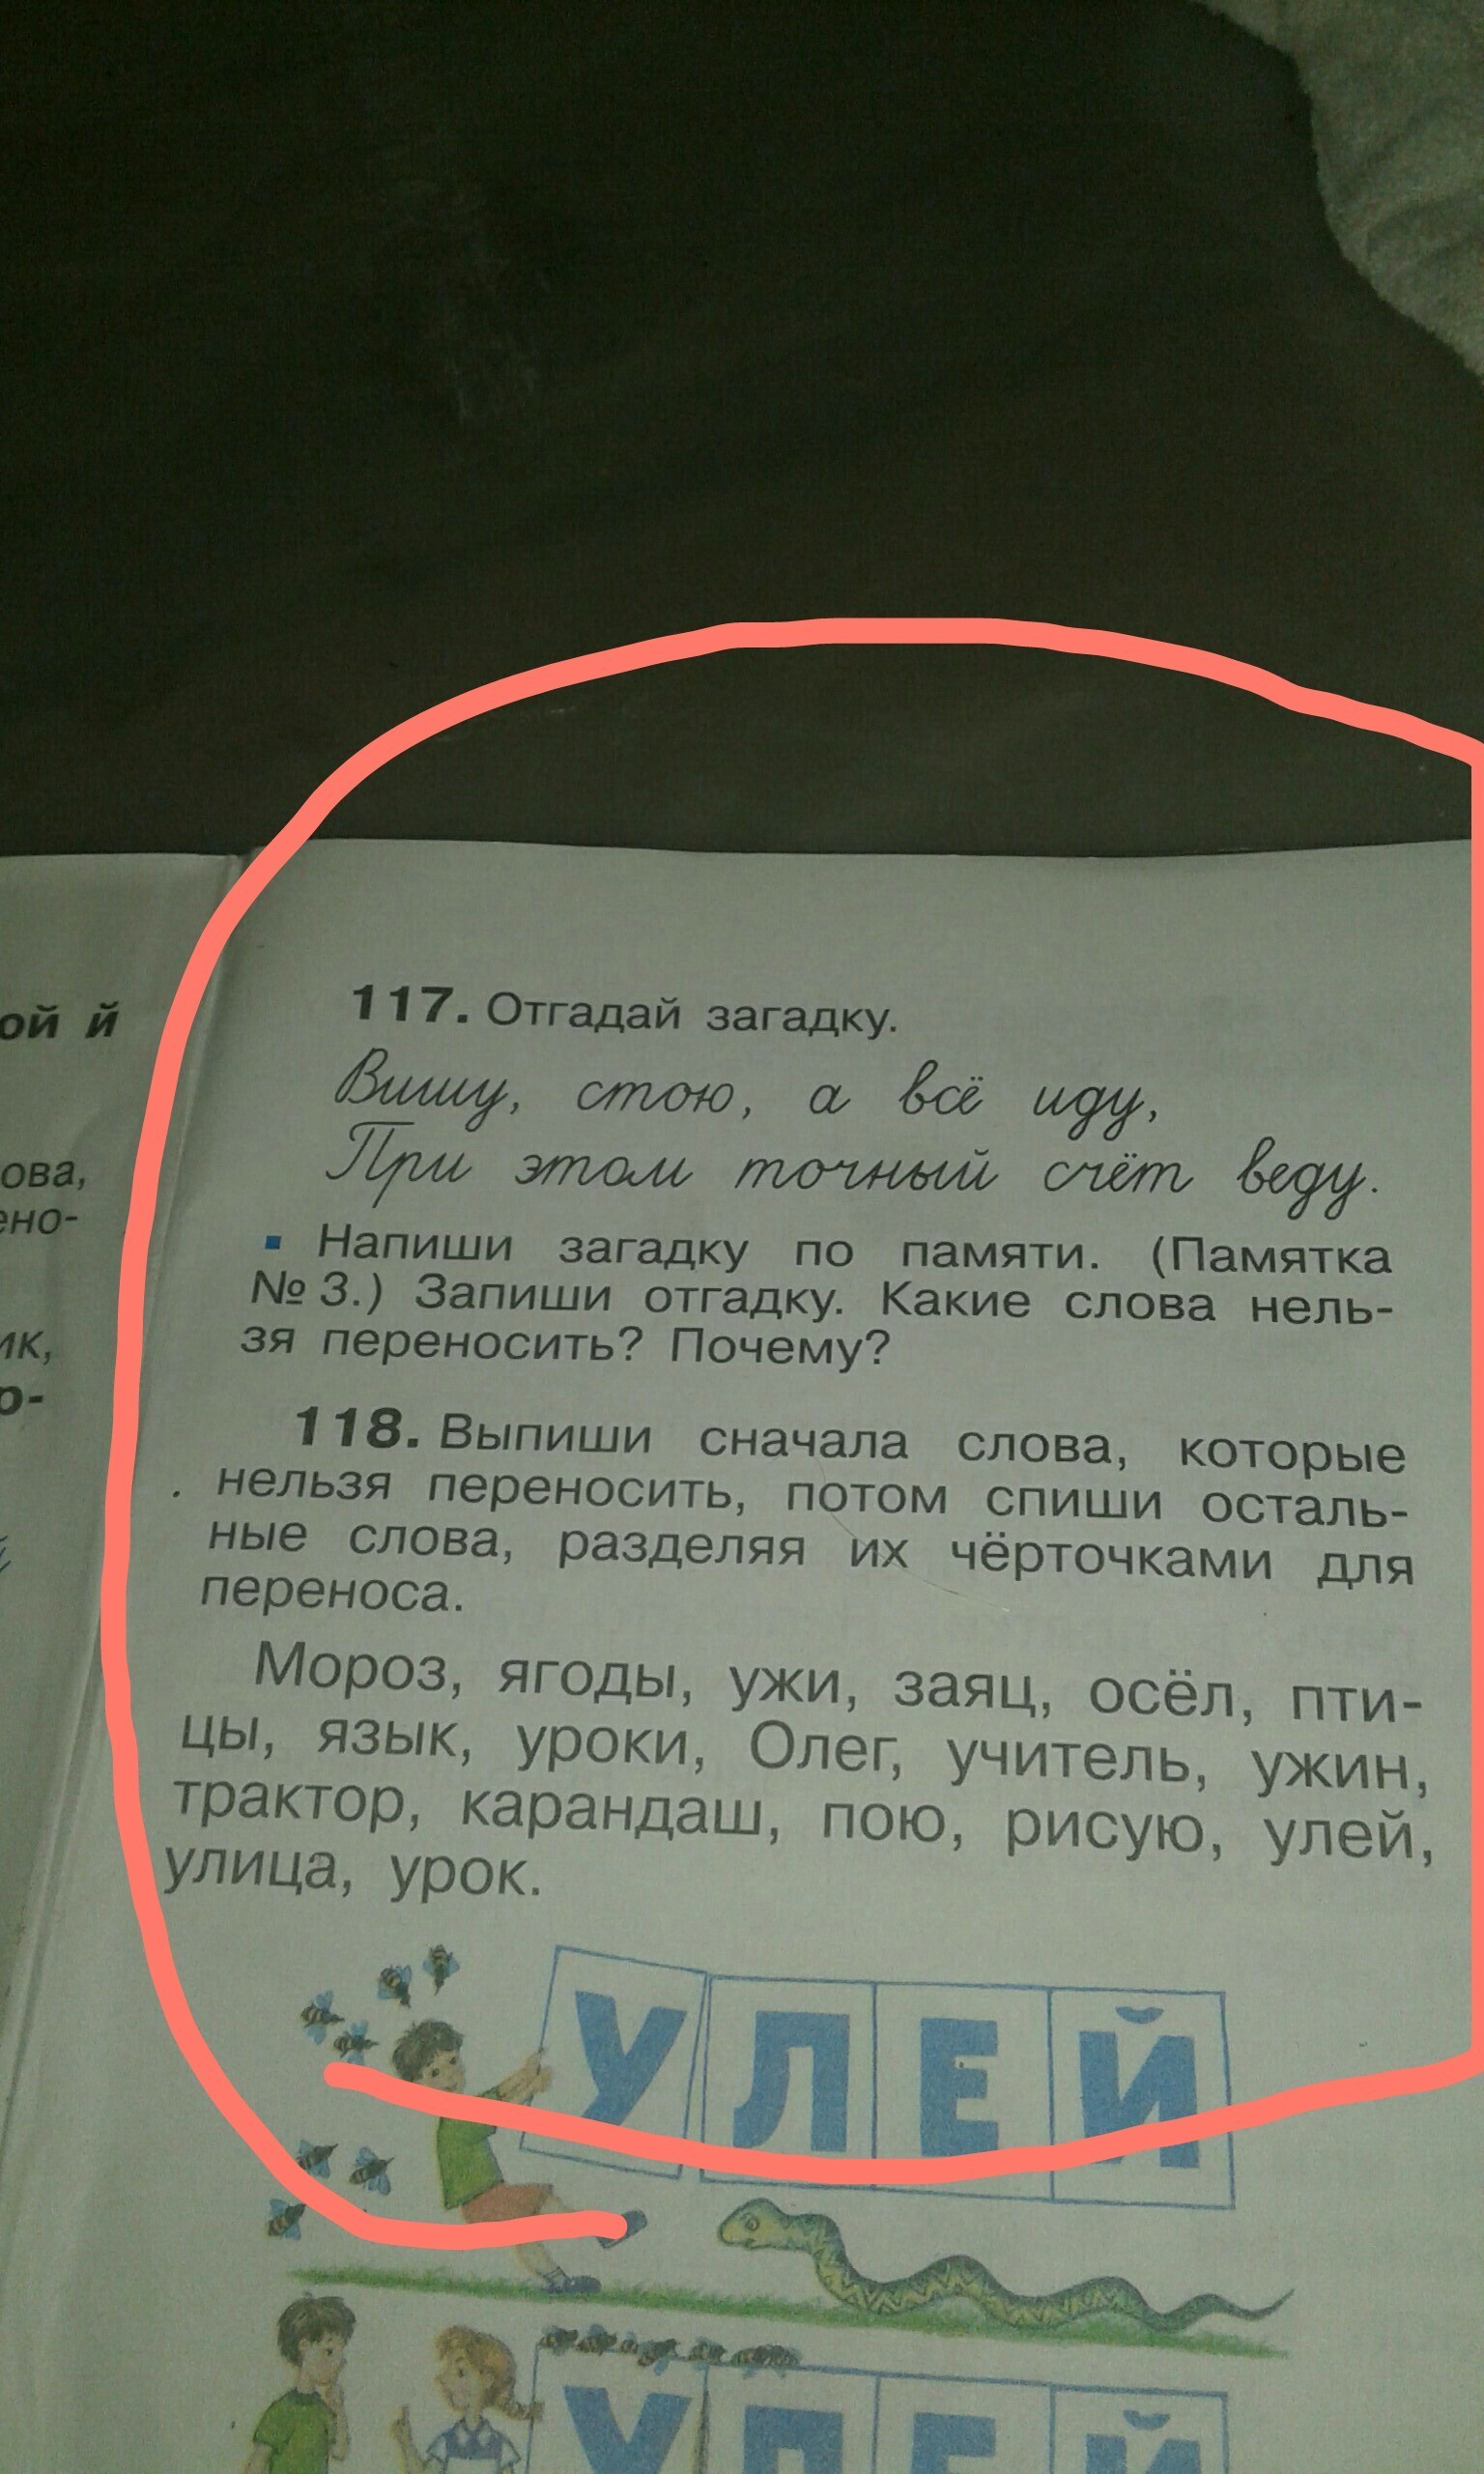 ой й
ова,
ено-
ик,
р-
117. Отгадай загадку.
Вишу, стою, а всё иду,
При этом точный счёт веду.
▪ Напиши загадку по памяти. (Памятка
№ 3.) Запиши отгадку. Какие слова нель-
зя переносить? Почему?
118. Выпиши сначала слова, которые
нельзя переносить, потом спиши осталь-
ные слова, разделяя их чёрточками для
переноса.
Мороз, ягоды, ужи, заяц, осёл, пти-
цы, язык, уроки, Олег, учитель, ужин,
трактор, карандаш, пою, рисую, улей,
улица, урок.
УЛЕЙ
УЛЕЙ